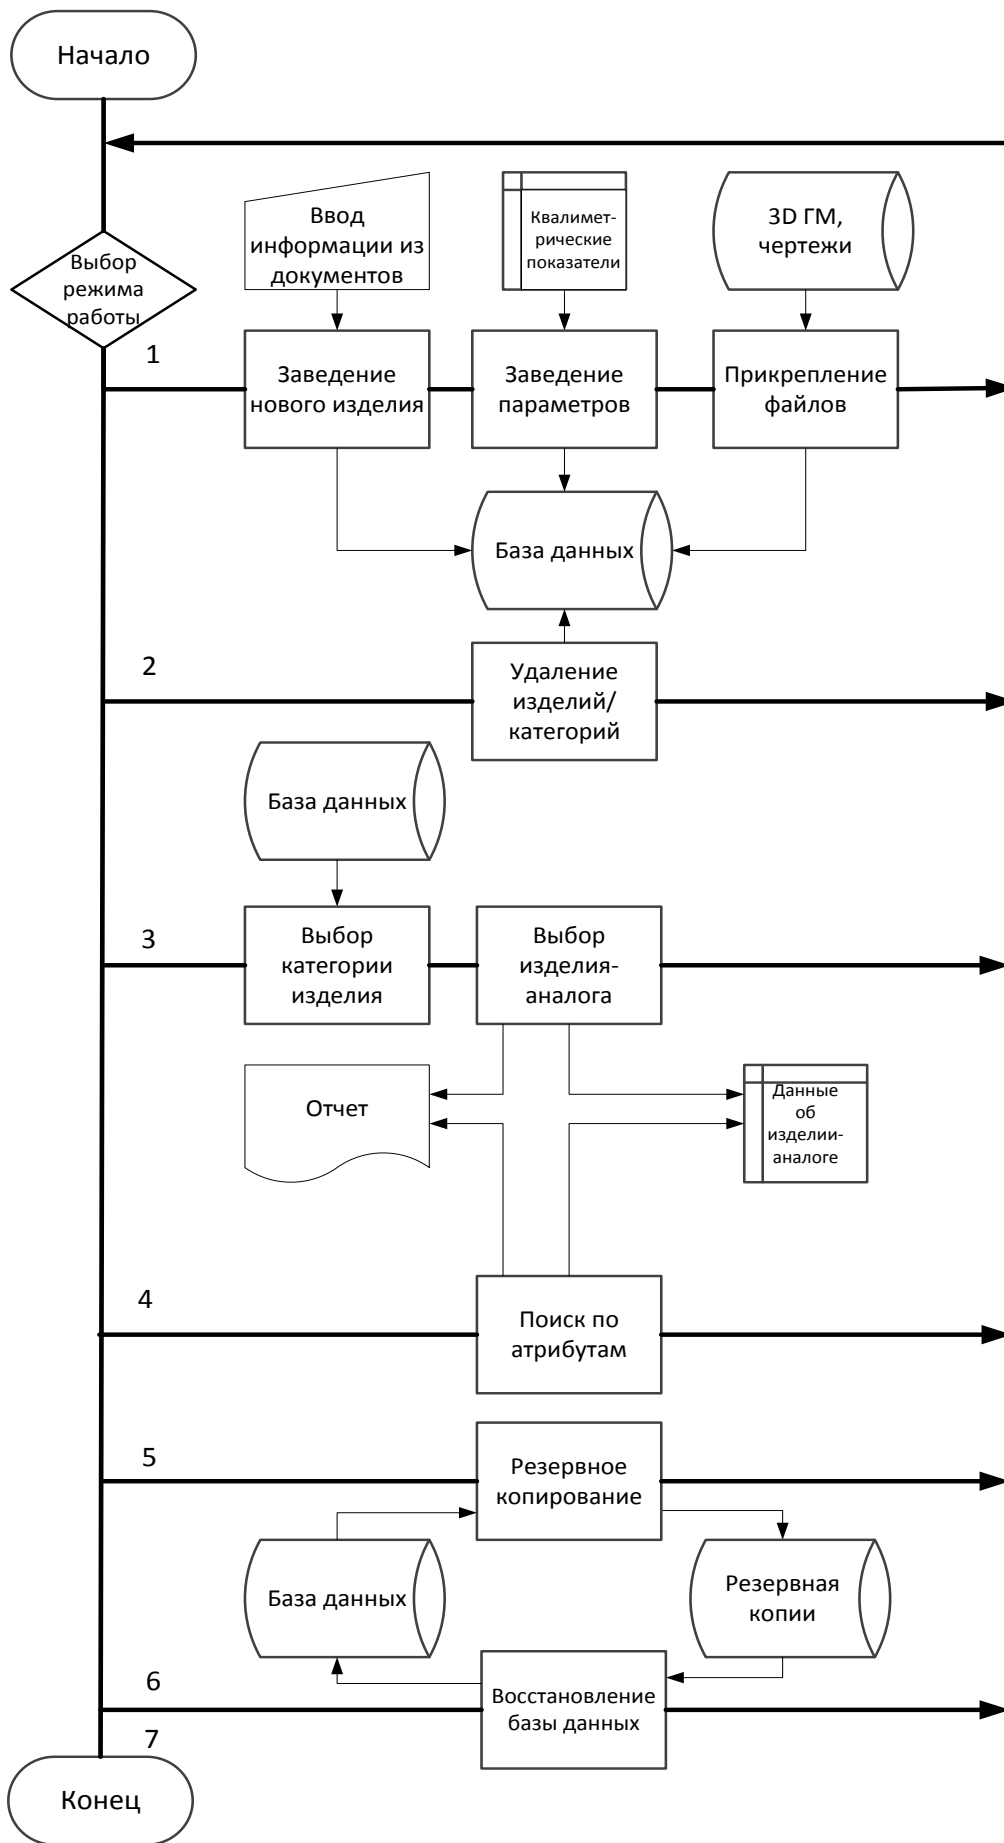 Начало
Выбор
режима
работы
Ввод
информации из
документов
Квалимет-
рические
показатели
3D ГМ,
чертежи
1
Заведение
нового изделия
Заведение
параметров
Прикрепление
файлов
База данных
2
Удаление
изделий/
категорий
База данных
3
Выбор
категории
изделия
Выбор
изделия-
аналога
Отчет
Данные
об
изделии-
аналоге
4
Поиск по
атрибутам
5
Резервное
копирование
База данных
Резервная
копии
6
Восстановление
базы данных
7
Конец